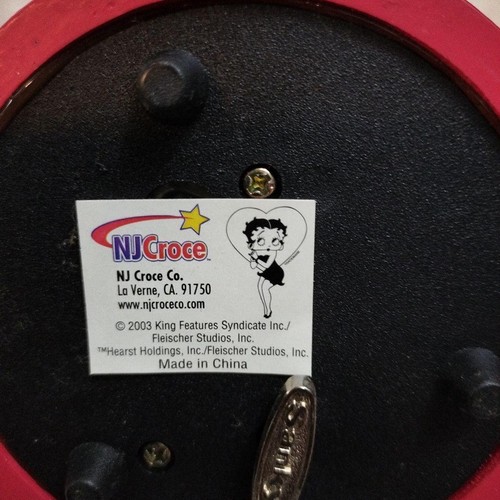 NJCroce™
NJ Croce Co.
La Verne, CA. 91750
www.njcroceco.com
© 2003 King Features Syndicate Inc./
Fleischer Studios, Inc.
™Hearst Holdings, Inc./Fleischer Studios, Inc.
Made in China